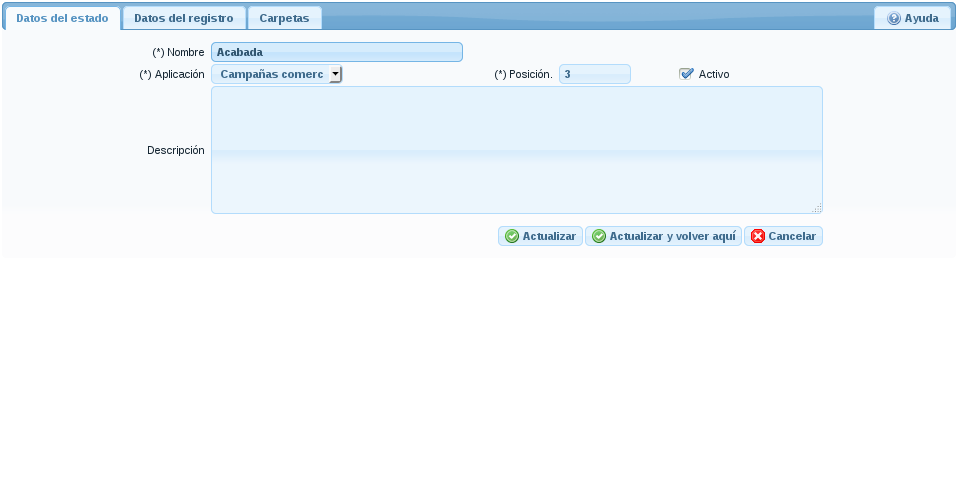 Datos del estado Datos del registro Carpetas Ayuda
(*) Nombre Acabada
(*) Aplicación Campañas comerc (*) Posición. 3 Activo
Descripción
Actualizar Actualizar y volver aquí Cancelar